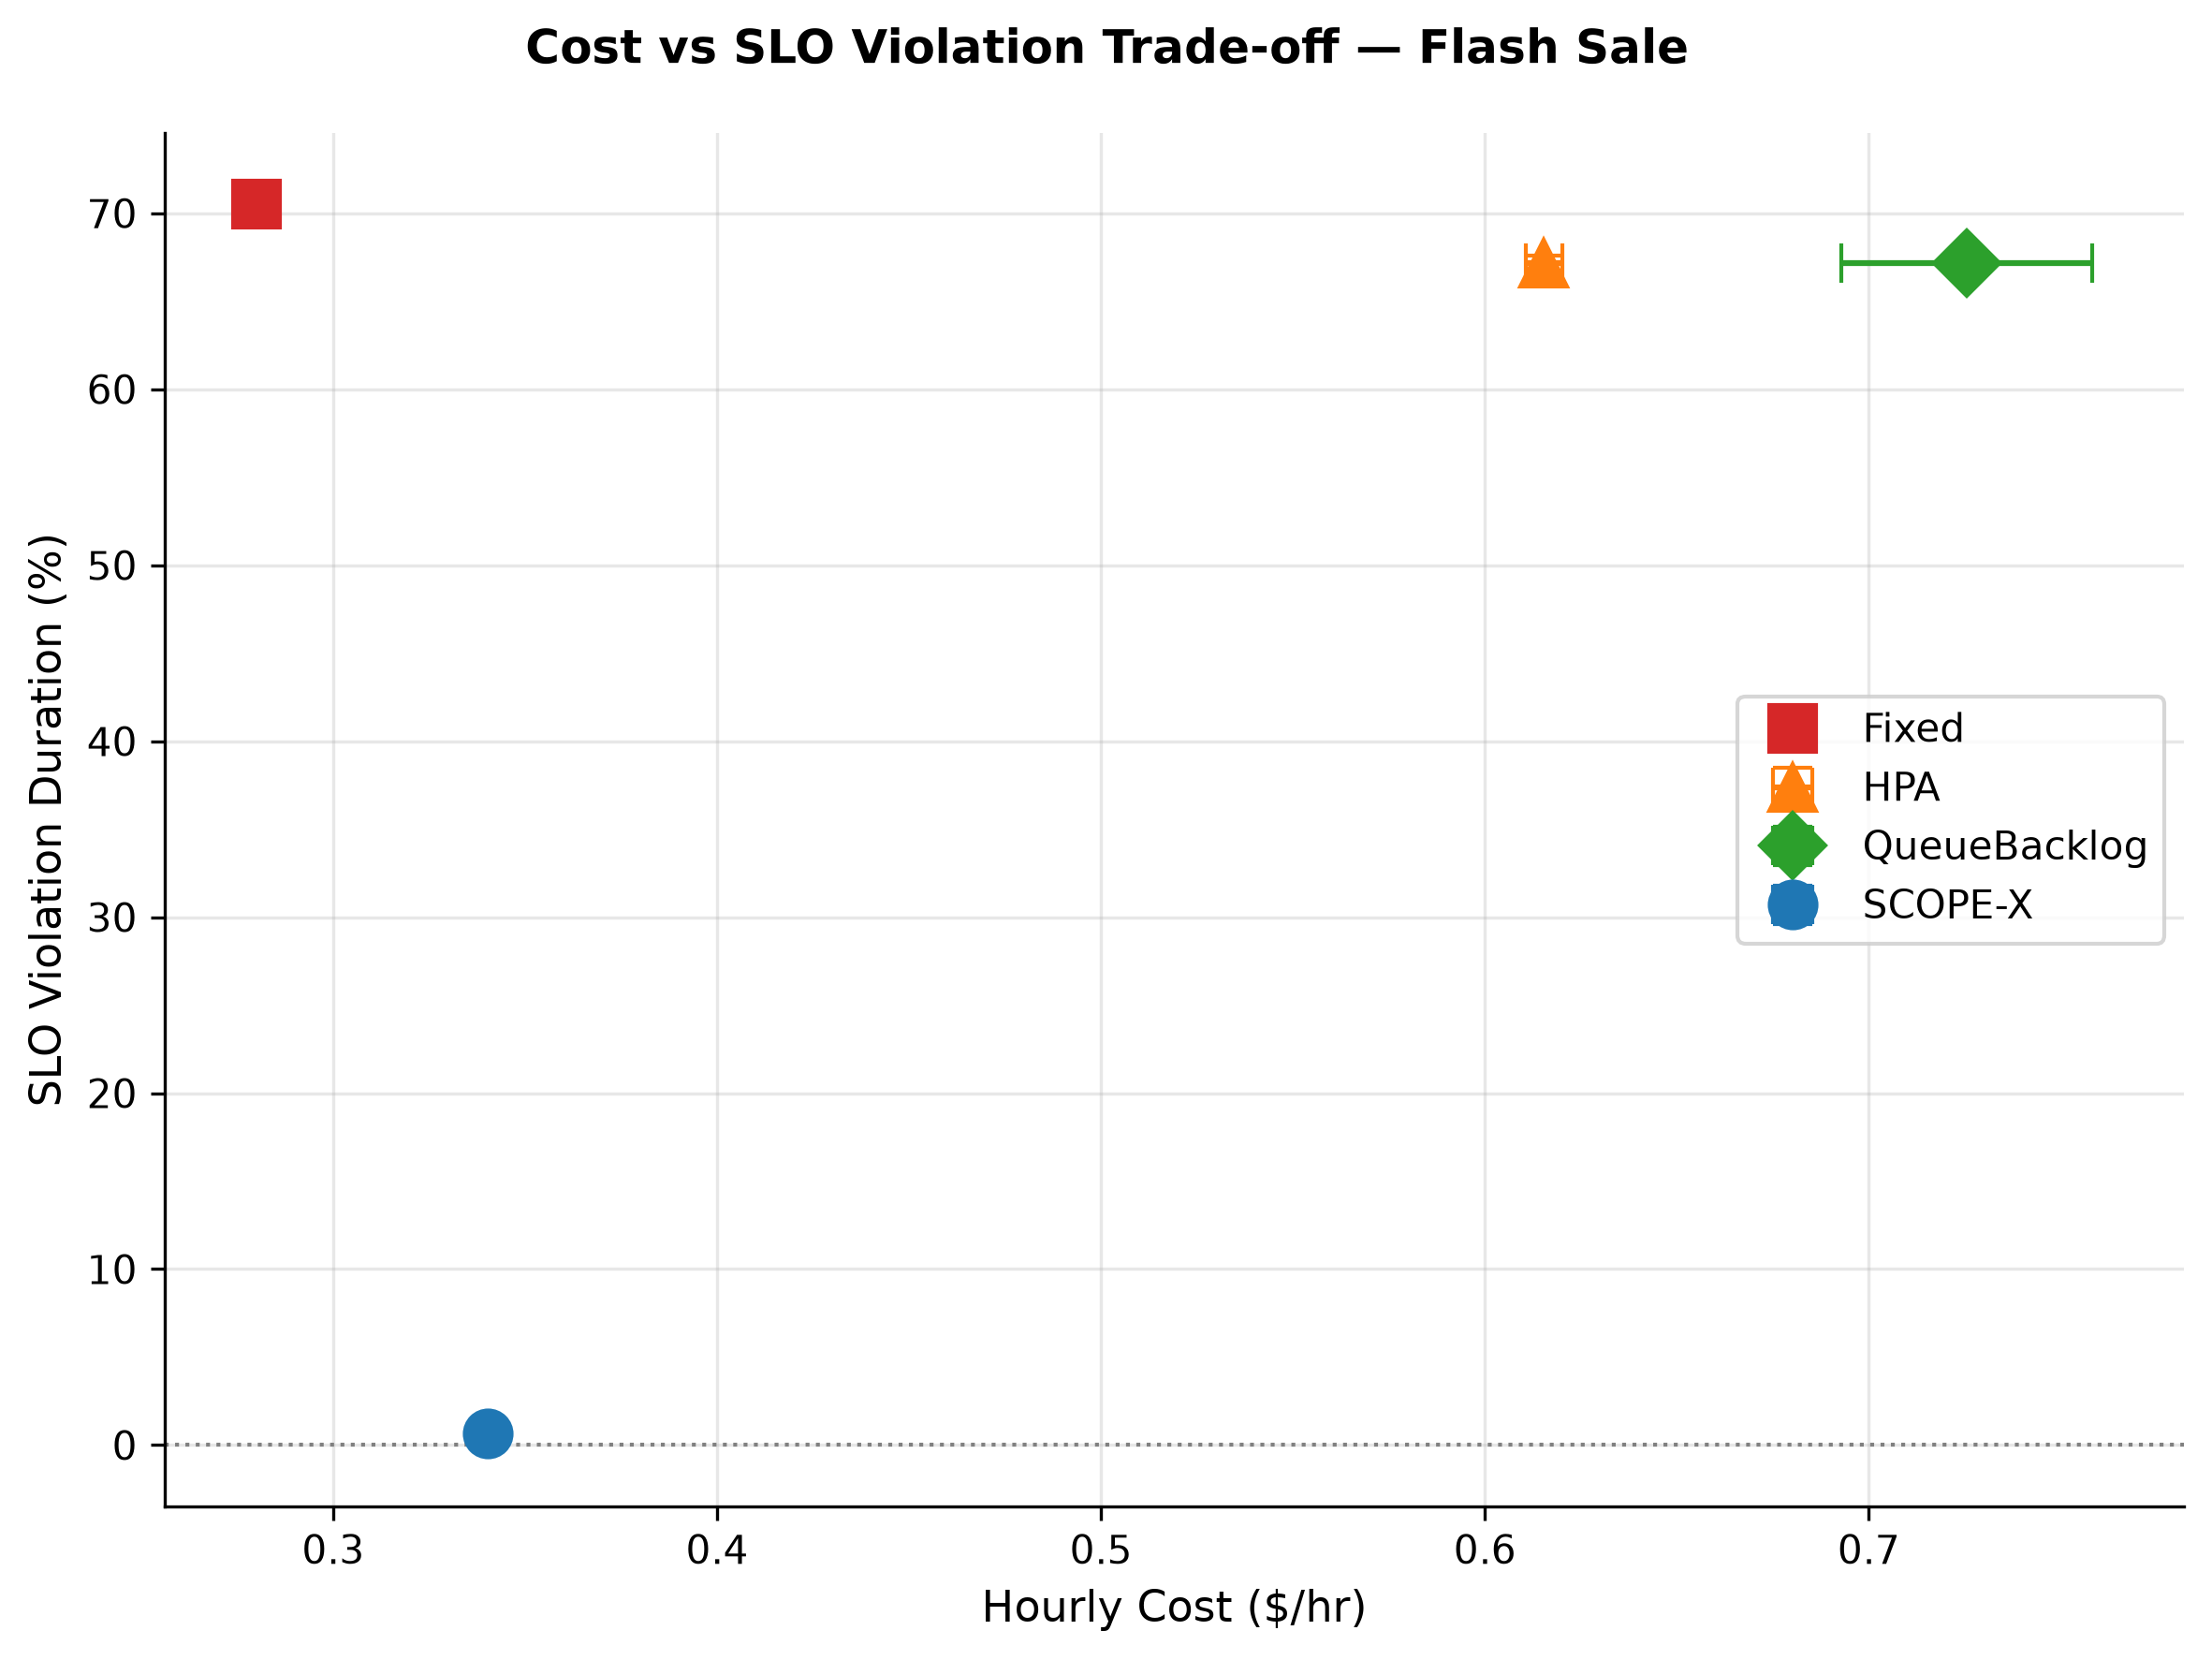 Cost vs SLO Violation Trade-off — Flash Sale
SLO Violation Duration (%)
70
60
50
40
30
20
10
0
Fixed
HPA
QueueBacklog
SCOPE-X
0.3 0.4 0.5 0.6 0.7
Hourly Cost ($/hr)